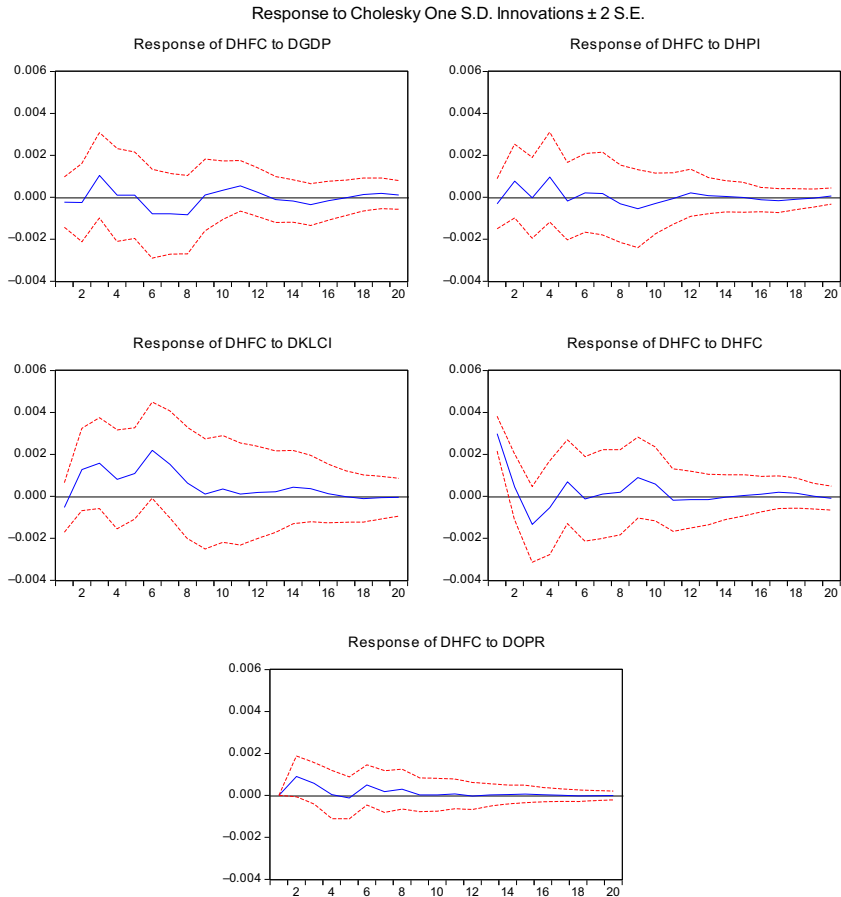 Response to Cholesky One S.D. Innovations ± 2 S.E.
Response of DHFC to DGDP
0.006
0.004
0.002
0.000
−0.002
−0.004
2 4 6 8 10 12 14 16 18 20
Response of DHFC to DHPI
0.006
0.004
0.002
0.000
−0.002
−0.004
2 4 6 8 10 12 14 16 18 20
Response of DHFC to DKLCI
0.006
0.004
0.002
0.000
−0.002
−0.004
2 4 6 8 10 12 14 16 18 20
Response of DHFC to DHFC
0.006
0.004
0.002
0.000
−0.002
−0.004
2 4 6 8 10 12 14 16 18 20
Response of DHFC to DOPR
0.006
0.004
0.002
0.000
−0.002
−0.004
2 4 6 8 10 12 14 16 18 20